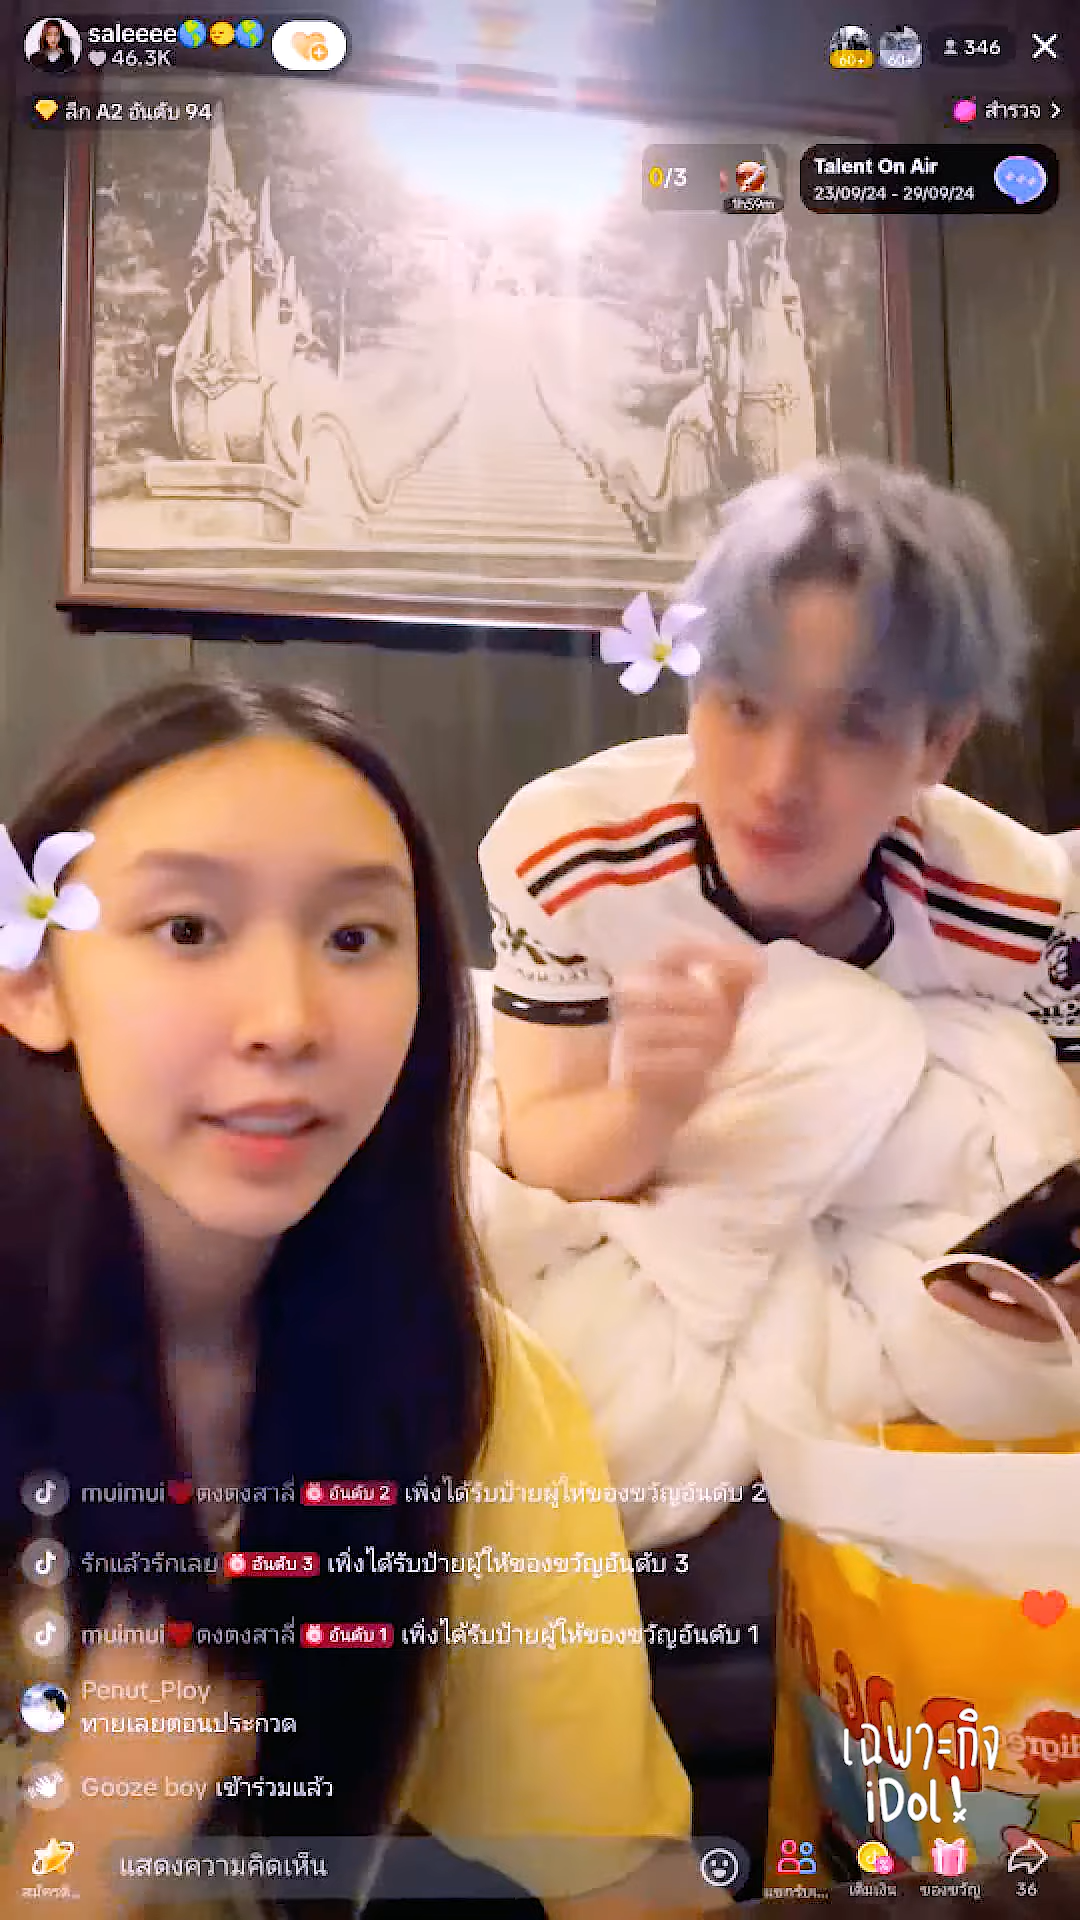 saleeee🌎🌝🌎
46.3K
60+
60+
346
ลีก A2 อันดับ 94
สำรวจ >
0/3
1h59m
Talent On Air
23/09/24 - 29/09/24
muimui❤️ตงตงสาลี่ อันดับ 2 เพิ่งได้รับป้ายผู้ให้ของขวัญอันดับ 2
รักแล้วรักเลย อันดับ 3 เพิ่งได้รับป้ายผู้ให้ของขวัญอันดับ 3
muimui❤️ตงตงสาลี่ อันดับ 1 เพิ่งได้รับป้ายผู้ให้ของขวัญอันดับ 1
Penut_Ploy
ทายเลยตอนประกวด
Gooze boy เข้าร่วมแล้ว
เฉพาะกิจ
iDol!
แสดงความคิดเห็น
เติมเงิน
ของขวัญ
36